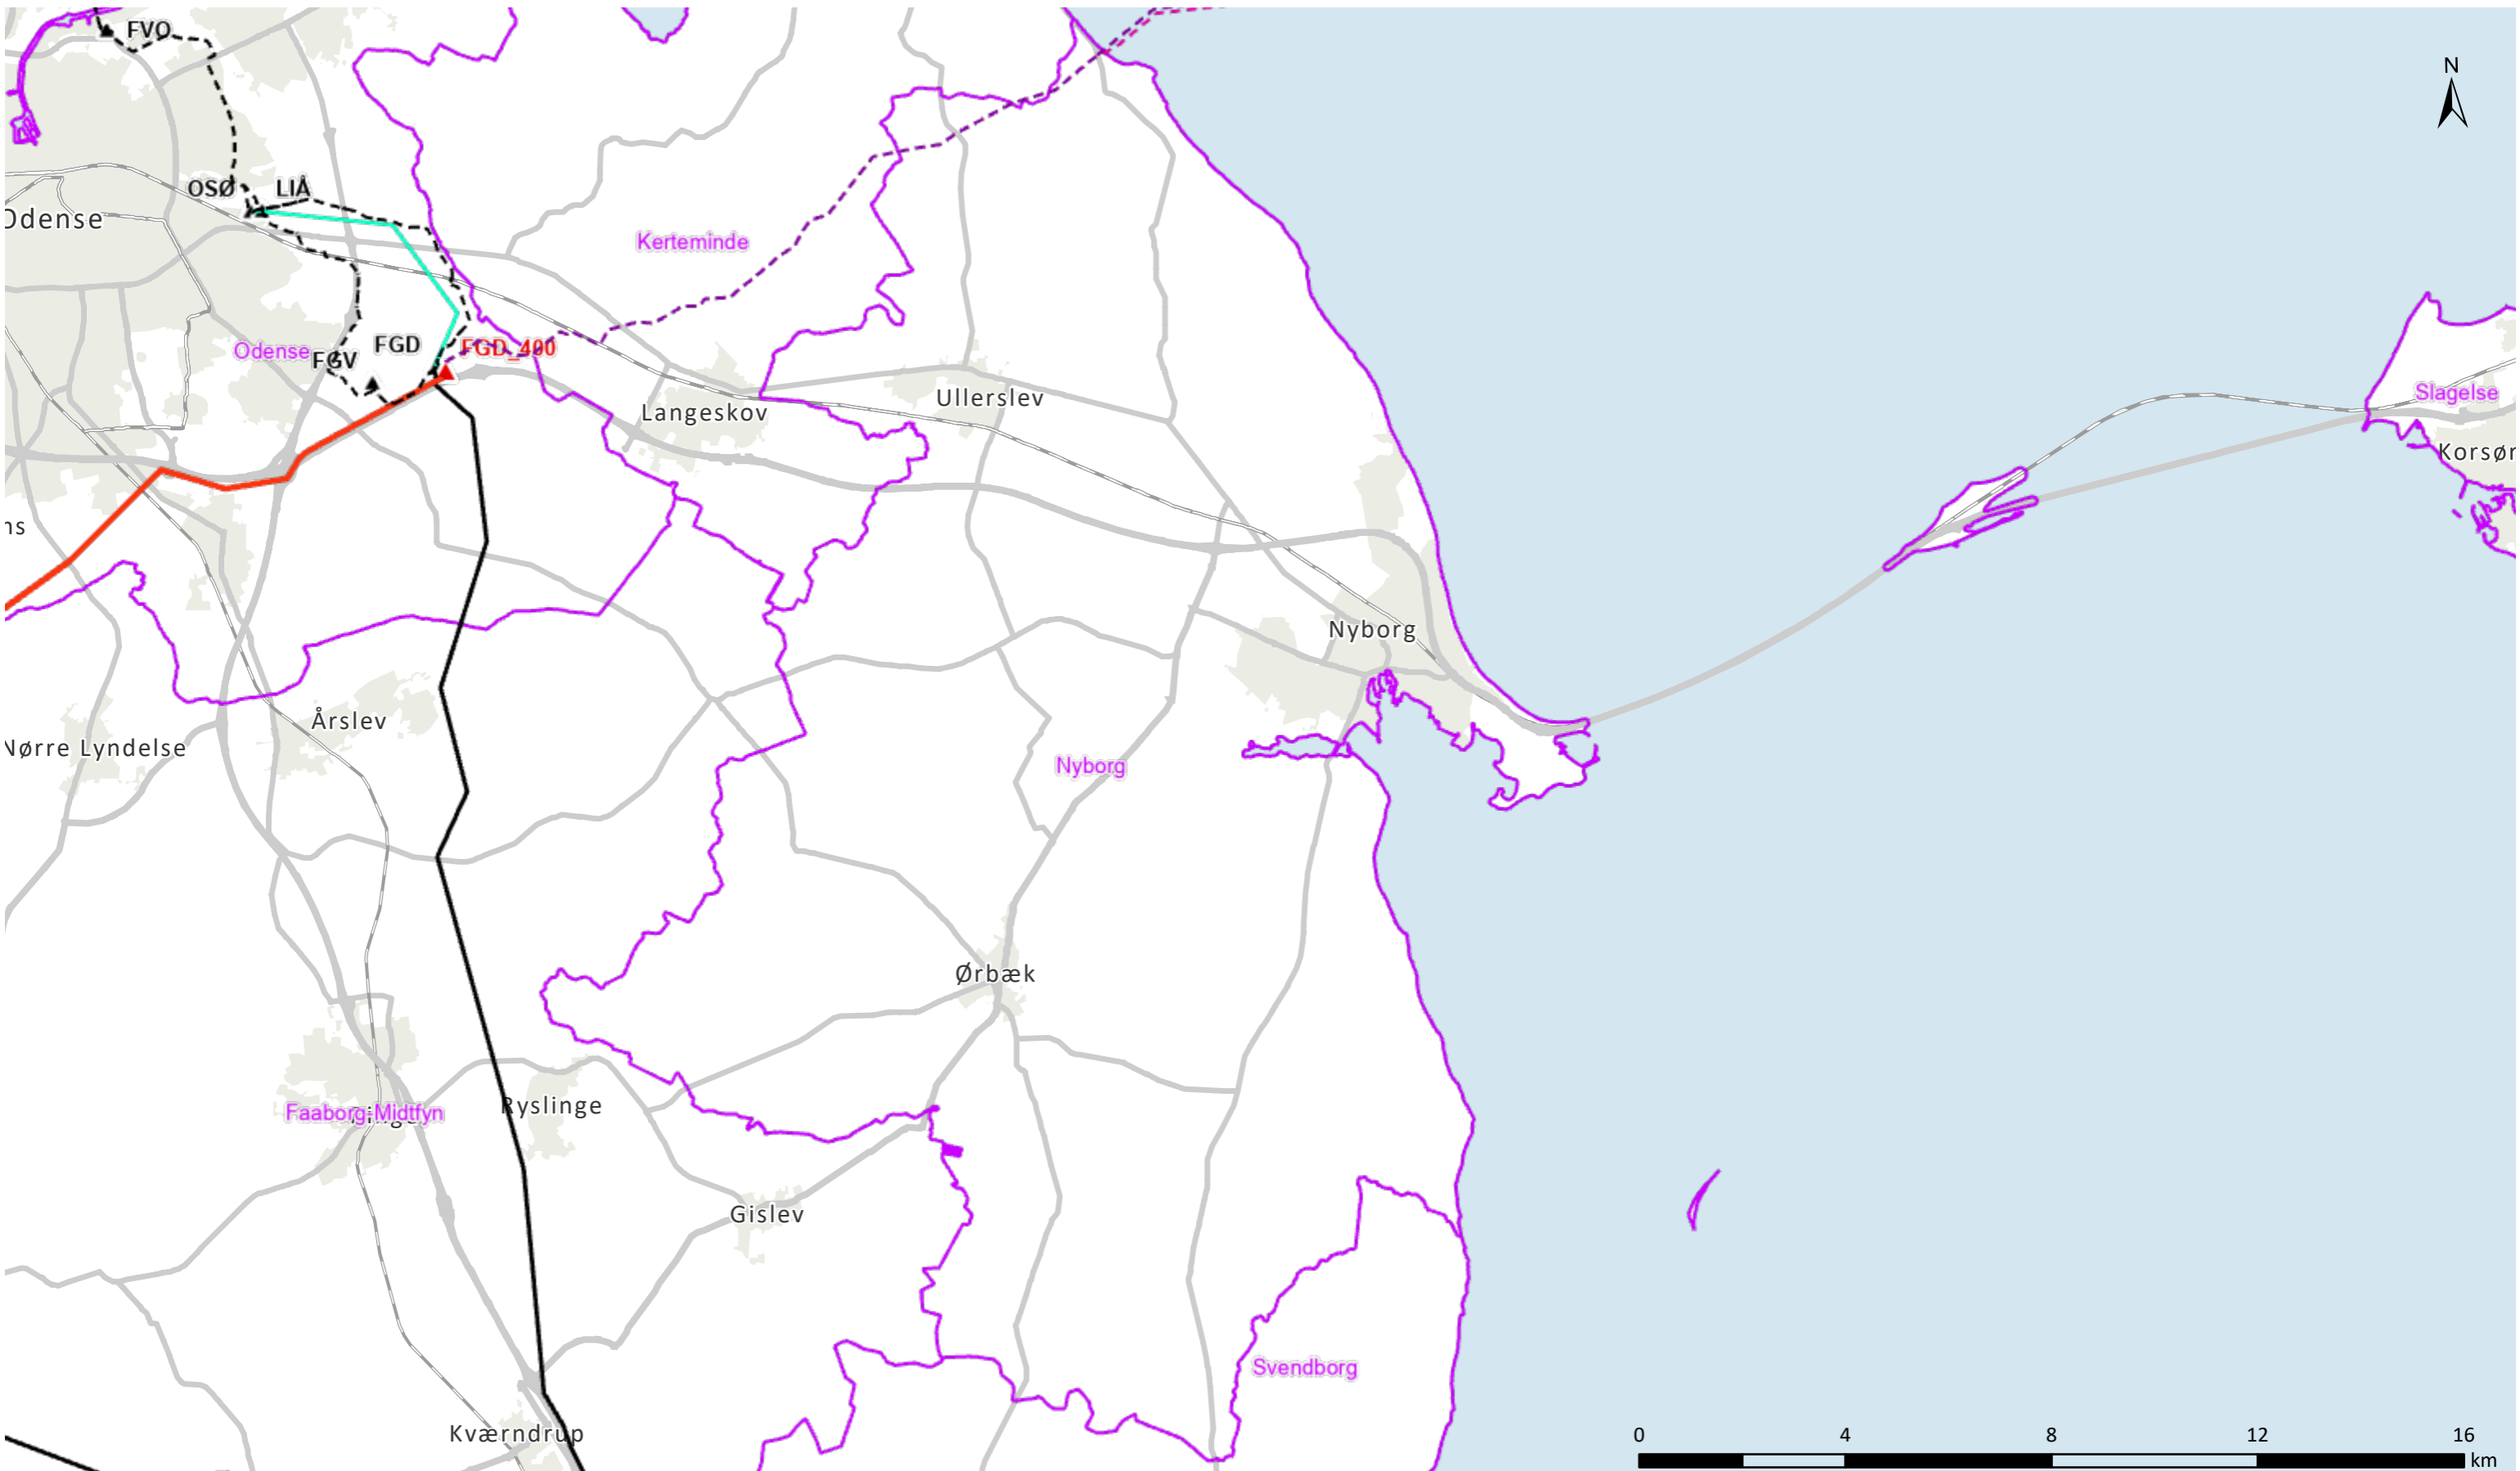 FVO
N
OSØ
LIÅ
Odense
Kerteminde
Odense
FGV
FGD
FGD_400
Langeskov
Ullerslev
Slagelse
Korsør
ns
Nyborg
Årslev
Nørre Lyndelse
Nyborg
Ørbæk
Faaborg-Midtfyn
Ryslinge
Gislev
Svendborg
Kværndrup
0 4 8 12 16
km